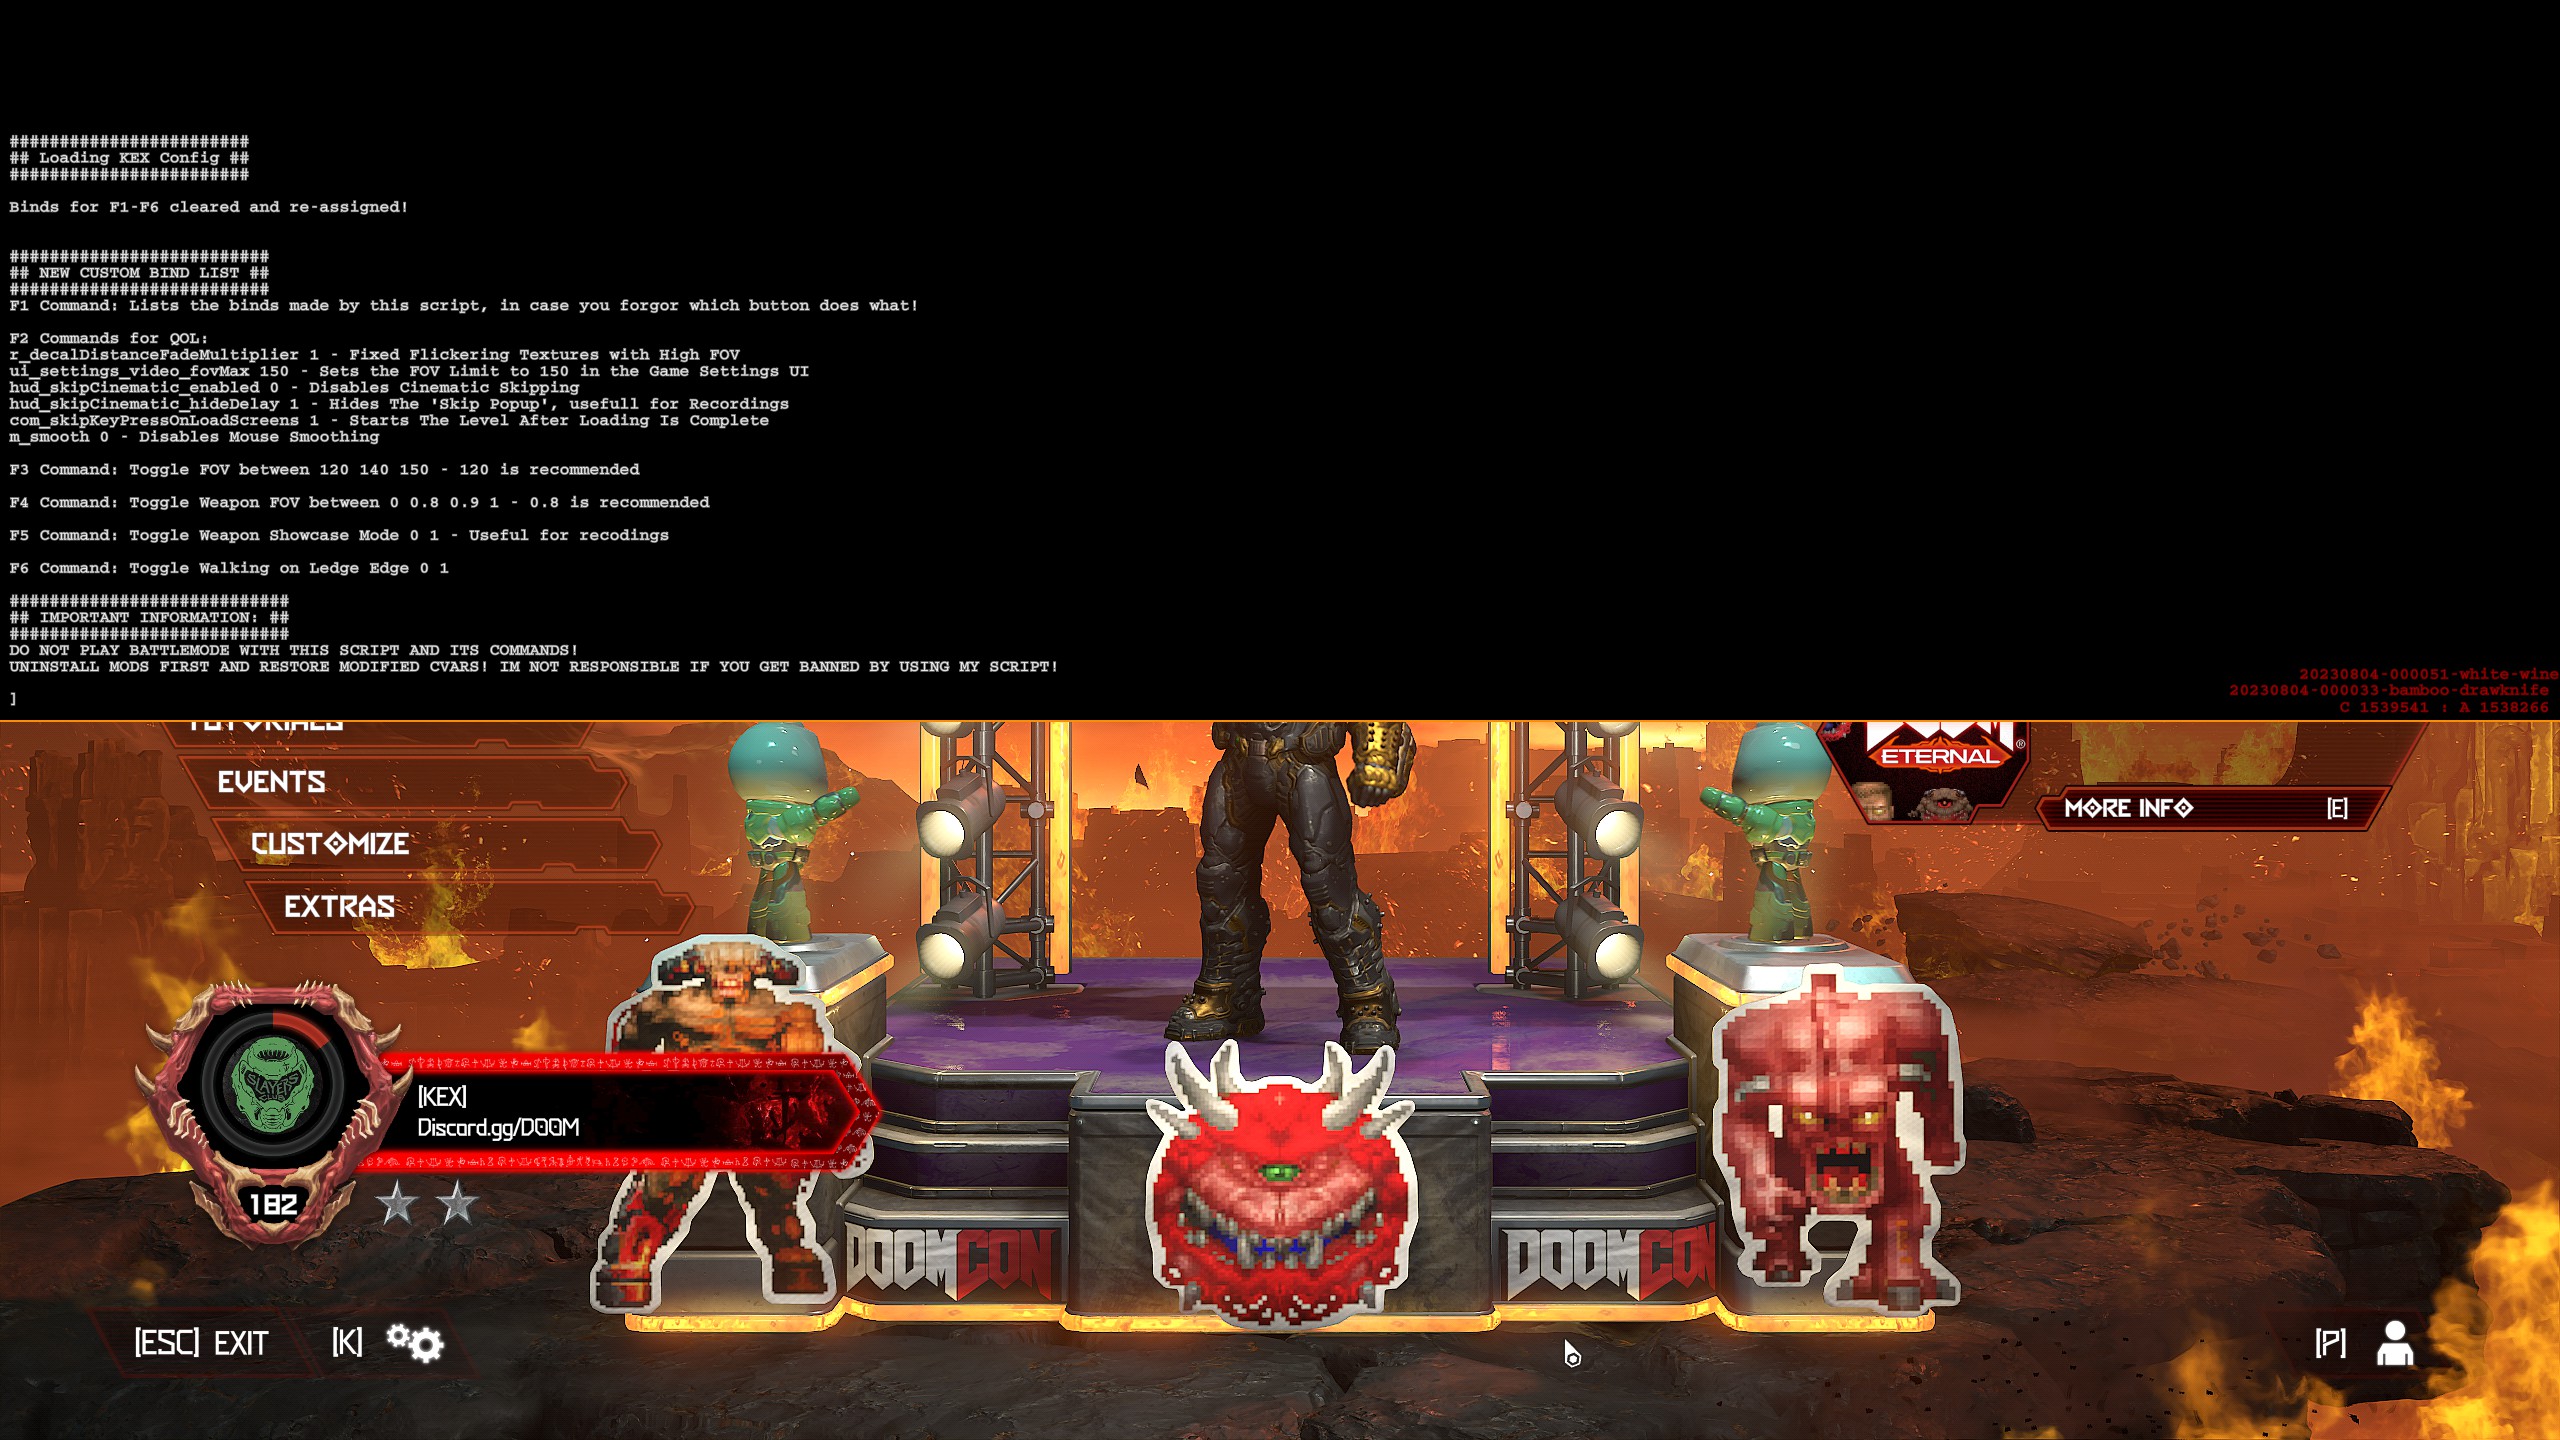 ########################
## Loading KEX Config ##
########################
Binds for F1-F6 cleared and re-assigned!
##########################
## NEW CUSTOM BIND LIST ##
##########################
F1 Command: Lists the binds made by this script, in case you forgor which button does what!
F2 Commands for QOL:
r_decalDistanceFadeMultiplier 1 - Fixed Flickering Textures with High FOV
ui_settings_video_fovMax 150 - Sets the FOV Limit to 150 in the Game Settings UI
hud_skipCinematic_enabled 0 - Disables Cinematic Skipping
hud_skipCinematic_hideDelay 1 - Hides The 'Skip Popup', usefull for Recordings
com_skipKeyPressOnLoadScreens 1 - Starts The Level After Loading Is Complete
m_smooth 0 - Disables Mouse Smoothing
F3 Command: Toggle FOV between 120 140 150 - 120 is recommended
F4 Command: Toggle Weapon FOV between 0 0.8 0.9 1 - 0.8 is recommended
F5 Command: Toggle Weapon Showcase Mode 0 1 - Useful for recodings
F6 Command: Toggle Walking on Ledge Edge 0 1
############################
## IMPORTANT INFORMATION: ##
############################
DO NOT PLAY BATTLEMODE WITH THIS SCRIPT AND ITS COMMANDS!
UNINSTALL MODS FIRST AND RESTORE MODIFIED CVARS! IM NOT RESPONSIBLE IF YOU GET BANNED BY USING MY SCRIPT!
]
20230804-000051-white-wine
20230804-000033-bamboo-drawknife
C 1539541 : A 1538266
TUTORIALS
EVENTS
CUSTOMIZE
EXTRAS
DOOM
ETERNAL®
MORE INFO [E]
SLAYERS
CLUB
[KEX]
Discord.gg/DOOM
182
DOOMCON
DOOMCON
[ESC] EXIT [K]
[P]